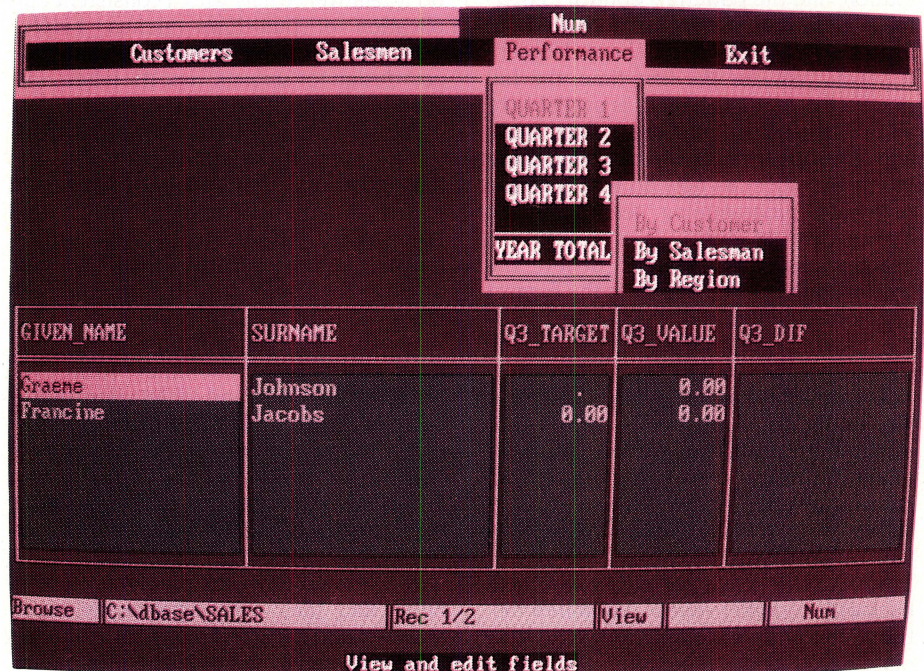 Num
Customers Salesmen Performance Exit
QUARTER 1
QUARTER 2
QUARTER 3
QUARTER 4
YEAR TOTAL
By Customer
By Salesman
By Region
GIVEN_NAME SURNAME Q3_TARGET Q3_VALUE Q3_DIF
Graeme Johnson . 0.00
Francine Jacobs 0.00 0.00
Browse C:\dbase\SALES Rec 1/2 View Num
View and edit fields